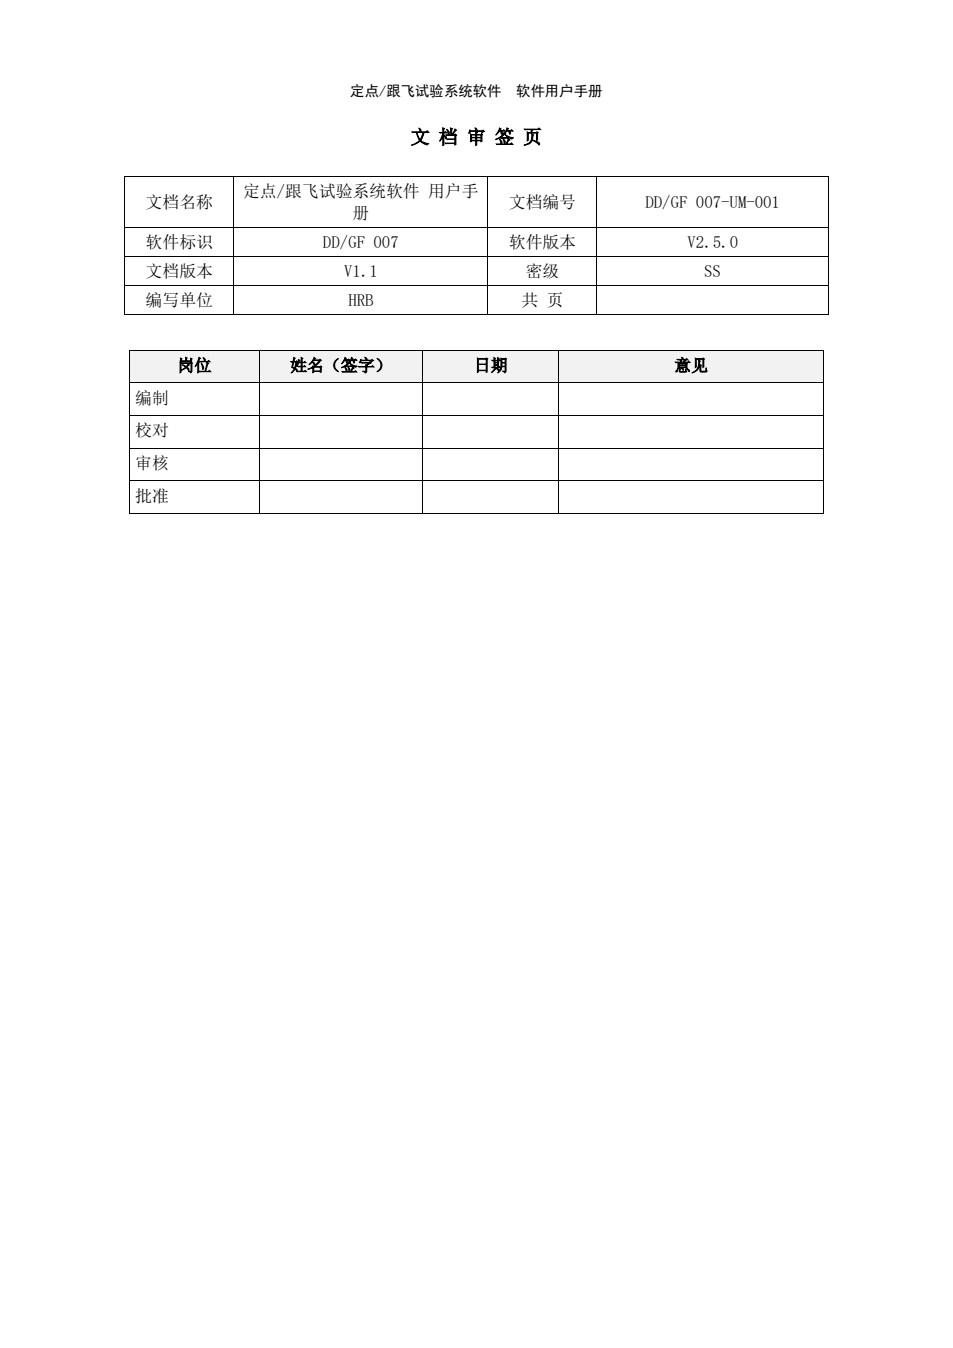 定点/跟飞试验系统软件 软件用户手册
文 档 审 签 页
文档名称 定点/跟飞试验系统软件 用户手册 文档编号 DD/GF 007-UM-001
软件标识 DD/GF 007 软件版本 V2.5.0
文档版本 V1.1 密级 SS
编写单位 HRB 共 页
岗位 姓名（签字） 日期 意见
编制
校对
审核
批准